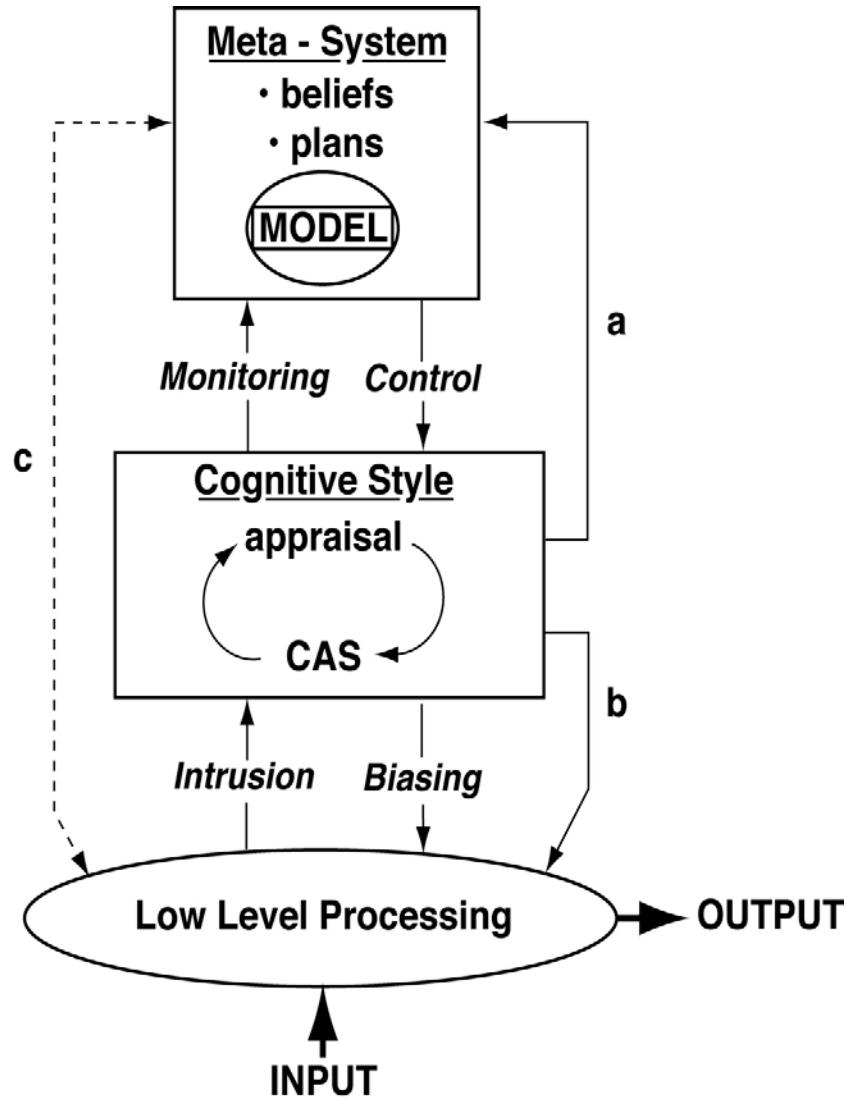 Meta - System
· beliefs
· plans
MODEL
a
Monitoring
Control
c
Cognitive Style
appraisal
CAS
b
Intrusion
Biasing
Low Level Processing
OUTPUT
INPUT